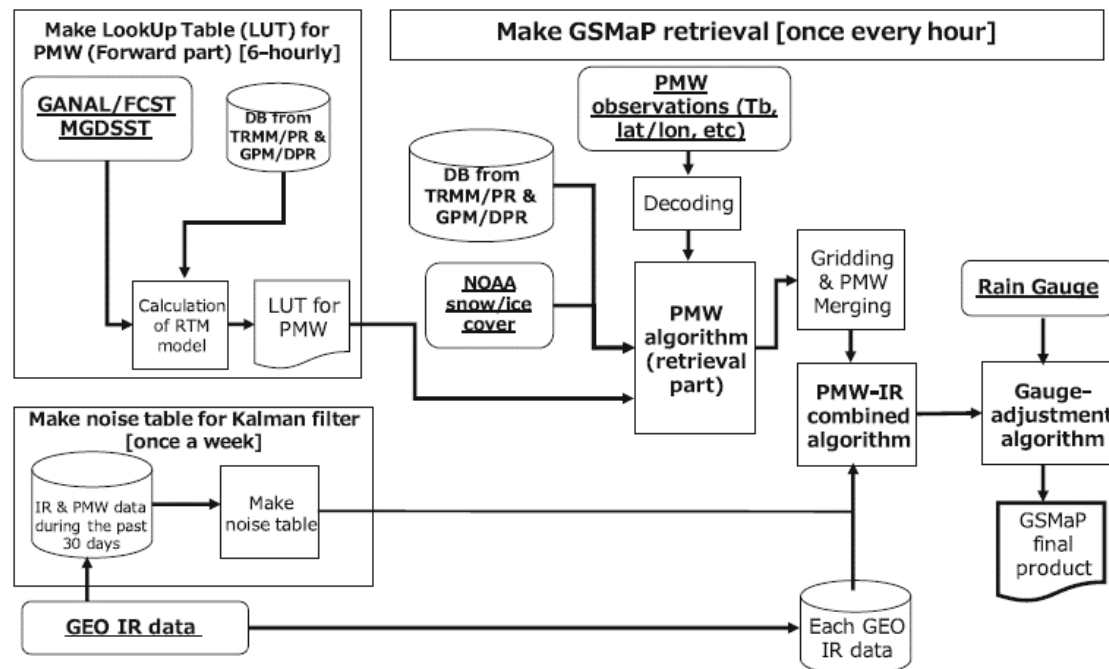 Make LookUp Table (LUT) for
PMW (Forward part) [6-hourly]
GANAL/FCST
MGDSST
DB from
TRMM/PR &
GPM/DPR
Calculation
of RTM
model
LUT for
PMW
Make GSMaP retrieval [once every hour]
PMW
observations (Tb,
lat/lon, etc)
DB from
TRMM/PR &
GPM/DPR
Decoding
NOAA
snow/ice
cover
PMW
algorithm
(retrieval
part)
Gridding
& PMW
Merging
Rain Gauge
PMW-IR
combined
algorithm
Gauge-
adjustment
algorithm
GSMaP
final
product
Make noise table for Kalman filter
[once a week]
IR & PMW data
during the past
30 days
Make
noise table
GEO IR data
Each GEO
IR data